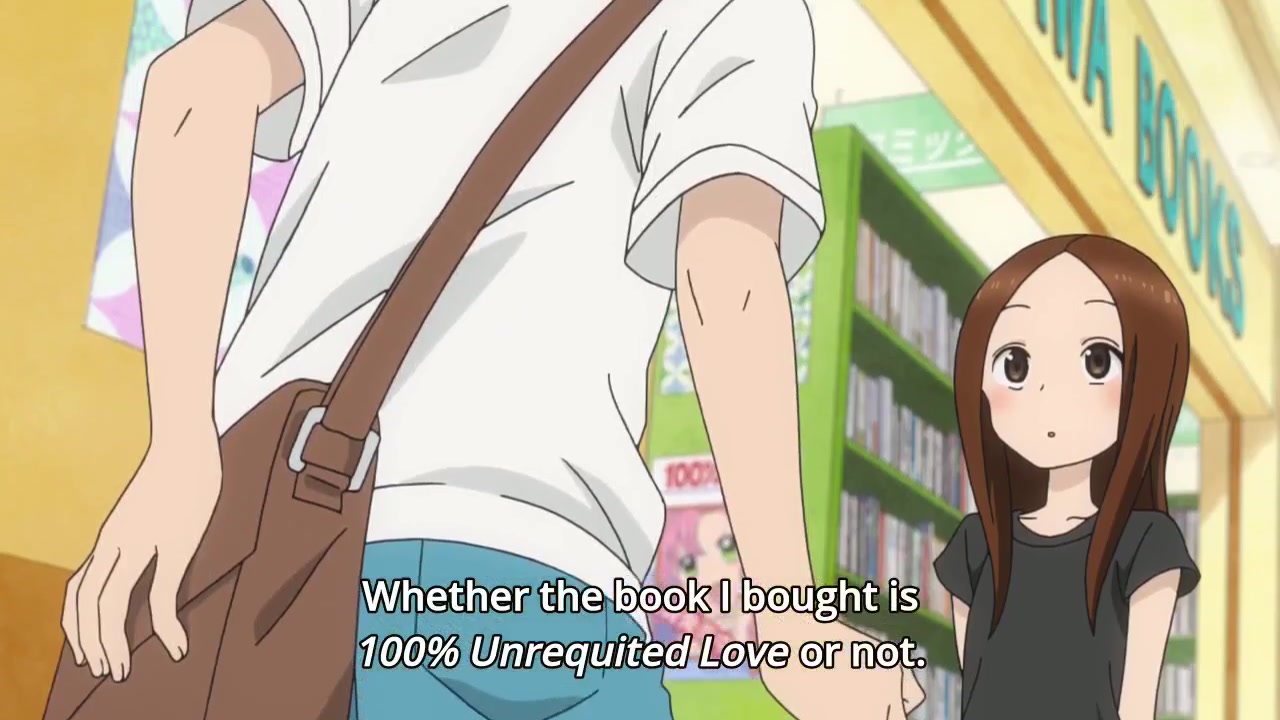 WA BOOKS
コミック
100%
Whether the book I bought is
100% Unrequited Love or not.